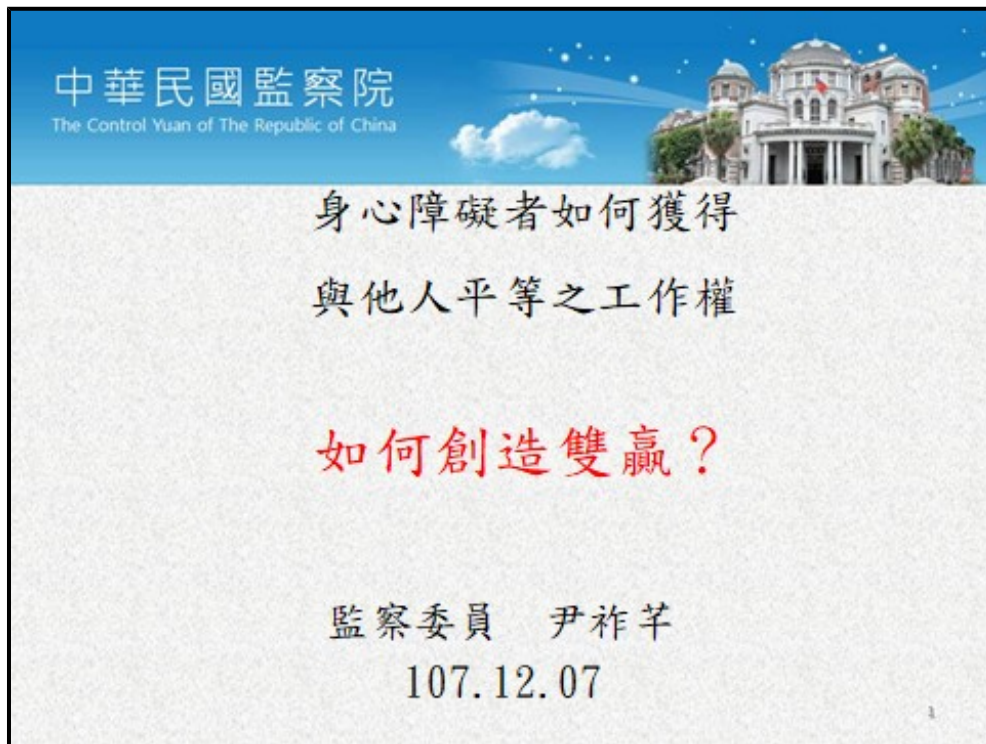 中華民國監察院
The Control Yuan of The Republic of China
身心障礙者如何獲得
與他人平等之工作權
如何創造雙贏？
監察委員　尹祚芊
107.12.07
1